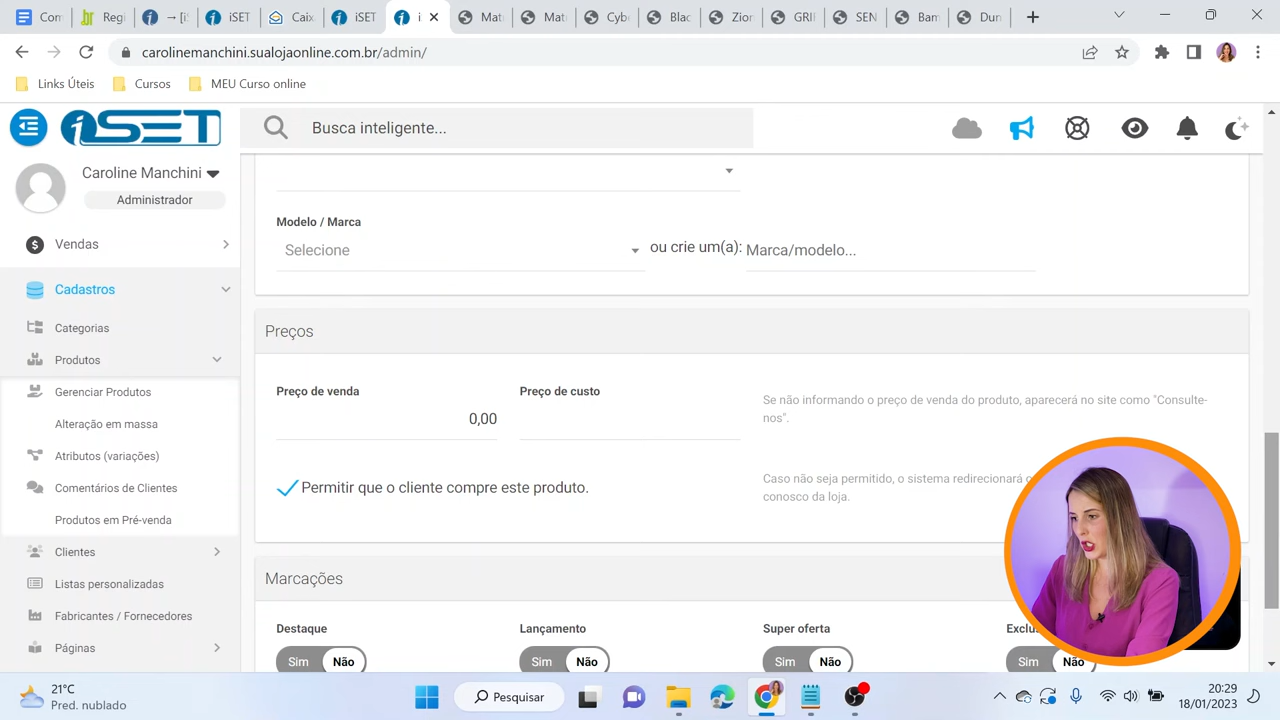 Com
Regi
→ [i
iSET
Caix
iSET
i
Mat
Mat
Cyb
Blac
Zior
GRI
SEN
Bam
Dun
carolinemanchini.sualojaonline.com.br/admin/
Links Úteis
Cursos
MEU Curso online
iSET
Busca inteligente...
Caroline Manchini
Administrador
Vendas
Cadastros
Categorias
Produtos
Gerenciar Produtos
Alteração em massa
Atributos (variações)
Comentários de Clientes
Produtos em Pré-venda
Clientes
Listas personalizadas
Fabricantes / Fornecedores
Páginas
Modelo / Marca
Selecione
ou crie um(a): Marca/modelo...
Preços
Preço de venda
0,00
Preço de custo
Se não informando o preço de venda do produto, aparecerá no site como "Consulte-
nos".
Permitir que o cliente compre este produto.
Caso não seja permitido, o sistema redirecionará
conosco da loja.
Marcações
Destaque
Sim Não
Lançamento
Sim Não
Super oferta
Sim Não
Sim Não
21°C
Pred. nublado
Pesquisar
20:29
18/01/2023